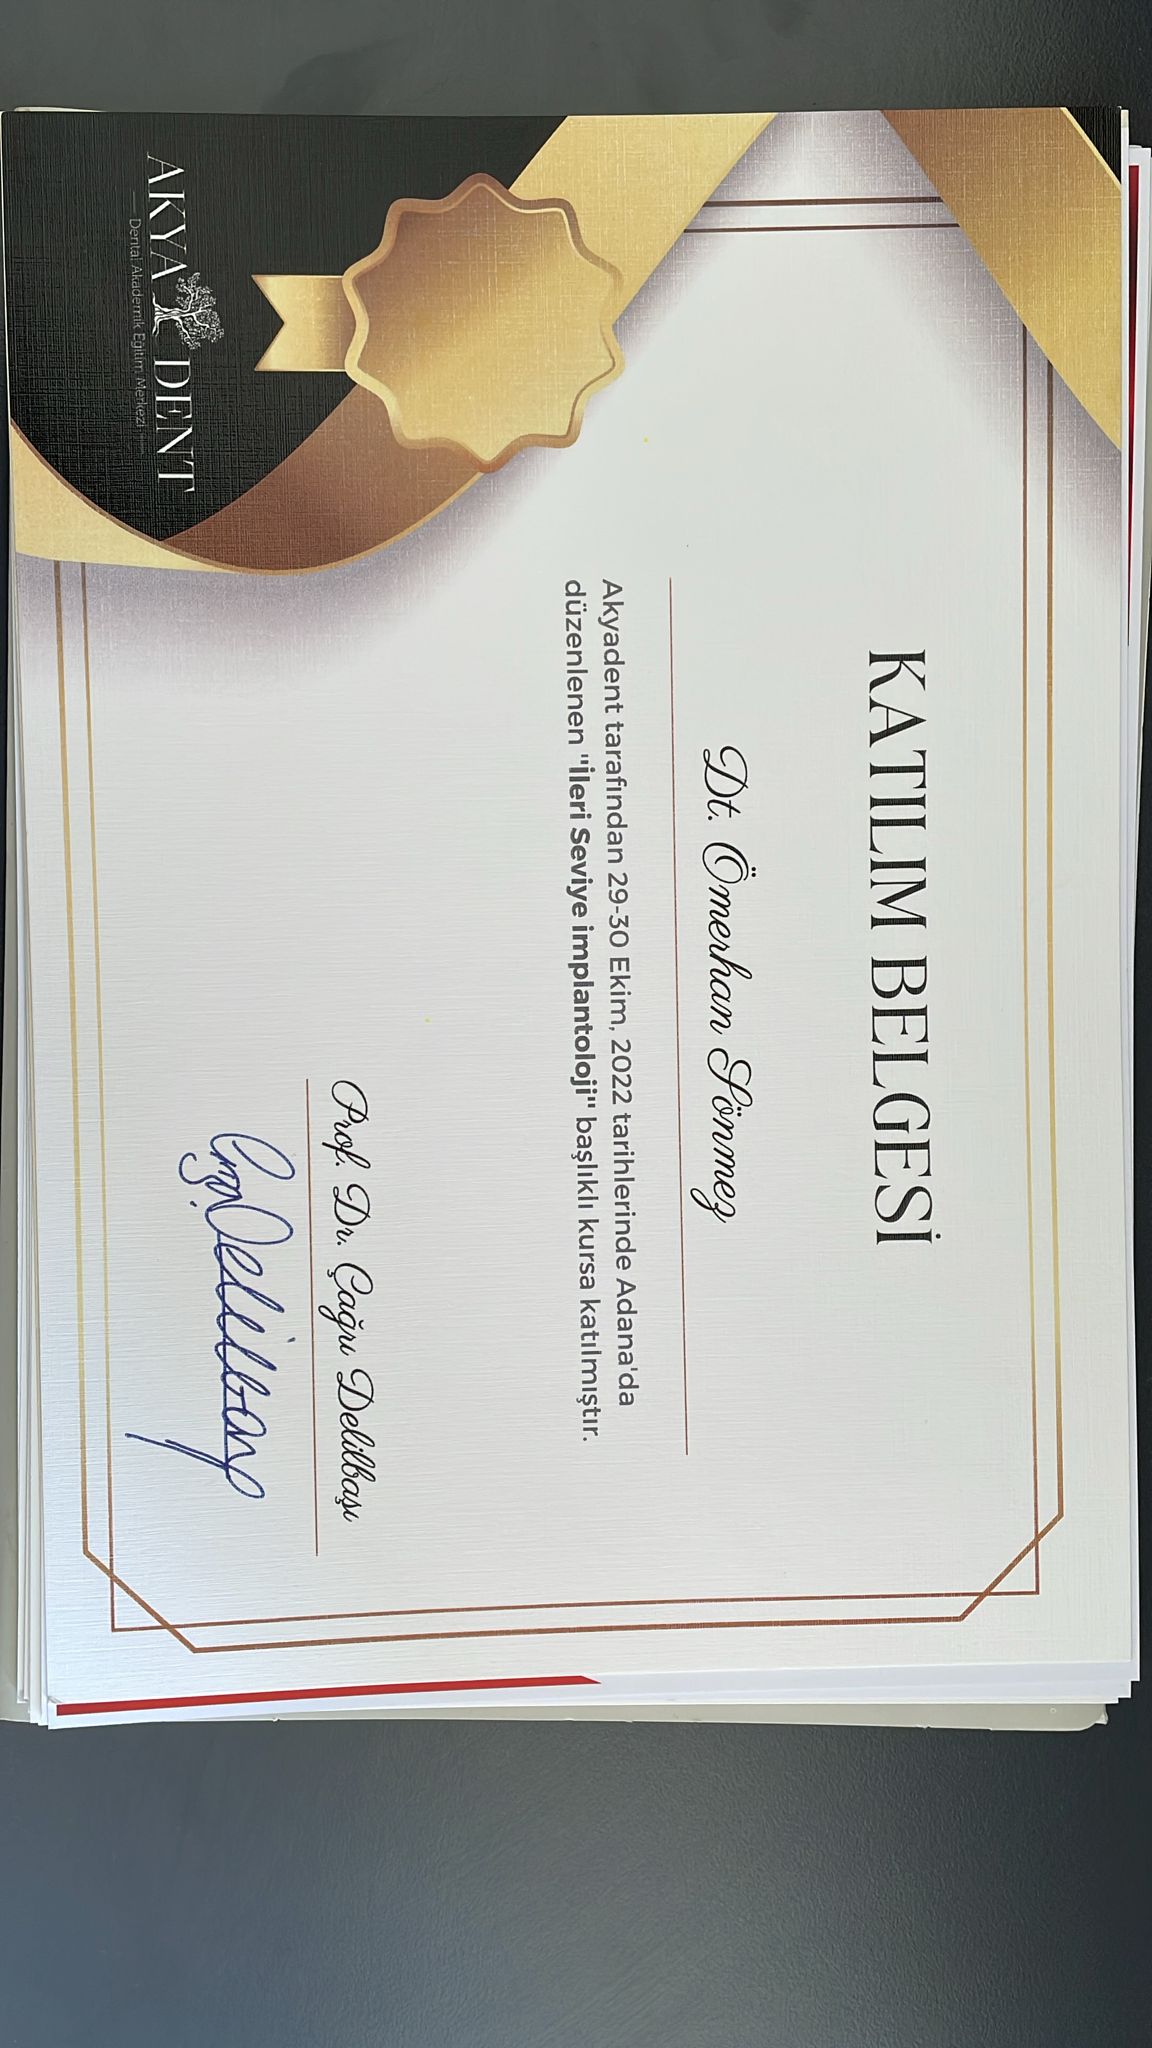 KATILIM BELGESİ
Dt. Ömerhan Sönmez
Akyadent tarafından 29-30 Ekim, 2022 tarihlerinde Adana'da
düzenlenen "İleri Seviye implantoloji" başlıklı kursa katılmıştır.
Prof. Dr. Çağrı Delilbaşı
AKYA DENT
Dental Akademik Eğitim Merkezi